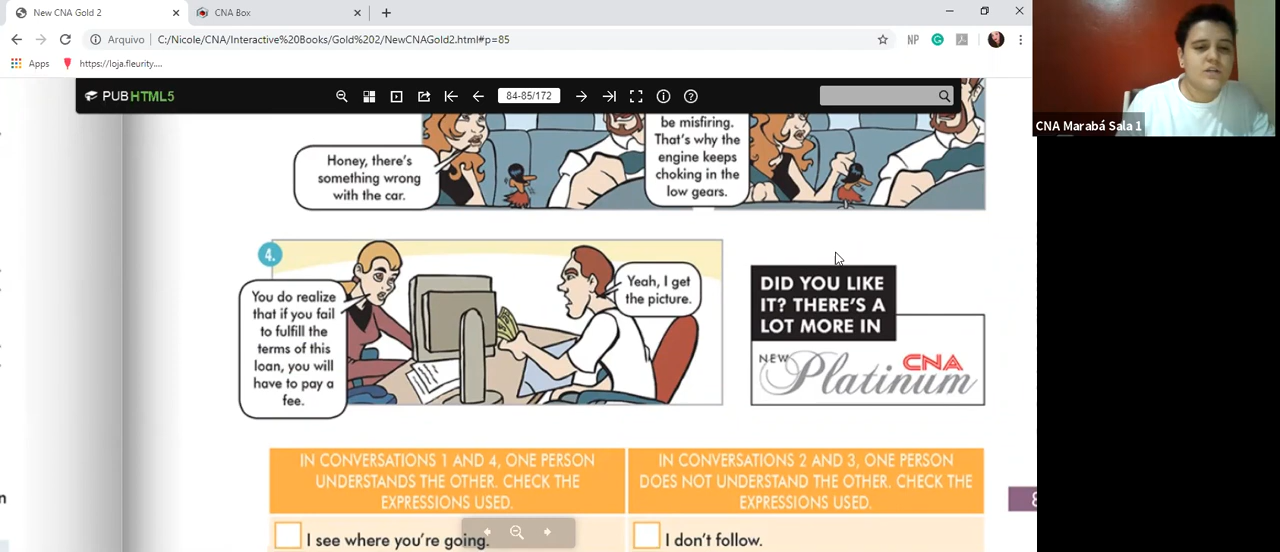 New CNA Gold 2
CNA Box
Arquivo | C:/Nicole/CNA/Interactive%20Books/Gold%202/NewCNAGold2.html#p=85
NP
Apps
https://loja.fleurity....
PUBHTML5
84-85/172
CNA Marabá Sala 1
Honey, there's
something wrong
with the car.
be misfiring.
That's why the
engine keeps
choking in the
low gears.
4.
You do realize
that if you fail
to fulfill the
terms of this
loan, you will
have to pay a
fee.
Yeah, I get
the picture.
DID YOU LIKE
IT? THERE'S A
LOT MORE IN
NEW Platinum CNA
IN CONVERSATIONS 1 AND 4, ONE PERSON
UNDERSTANDS THE OTHER. CHECK THE
EXPRESSIONS USED.
I see where you're going.
IN CONVERSATIONS 2 AND 3, ONE PERSON
DOES NOT UNDERSTAND THE OTHER. CHECK THE
EXPRESSIONS USED.
I don't follow.